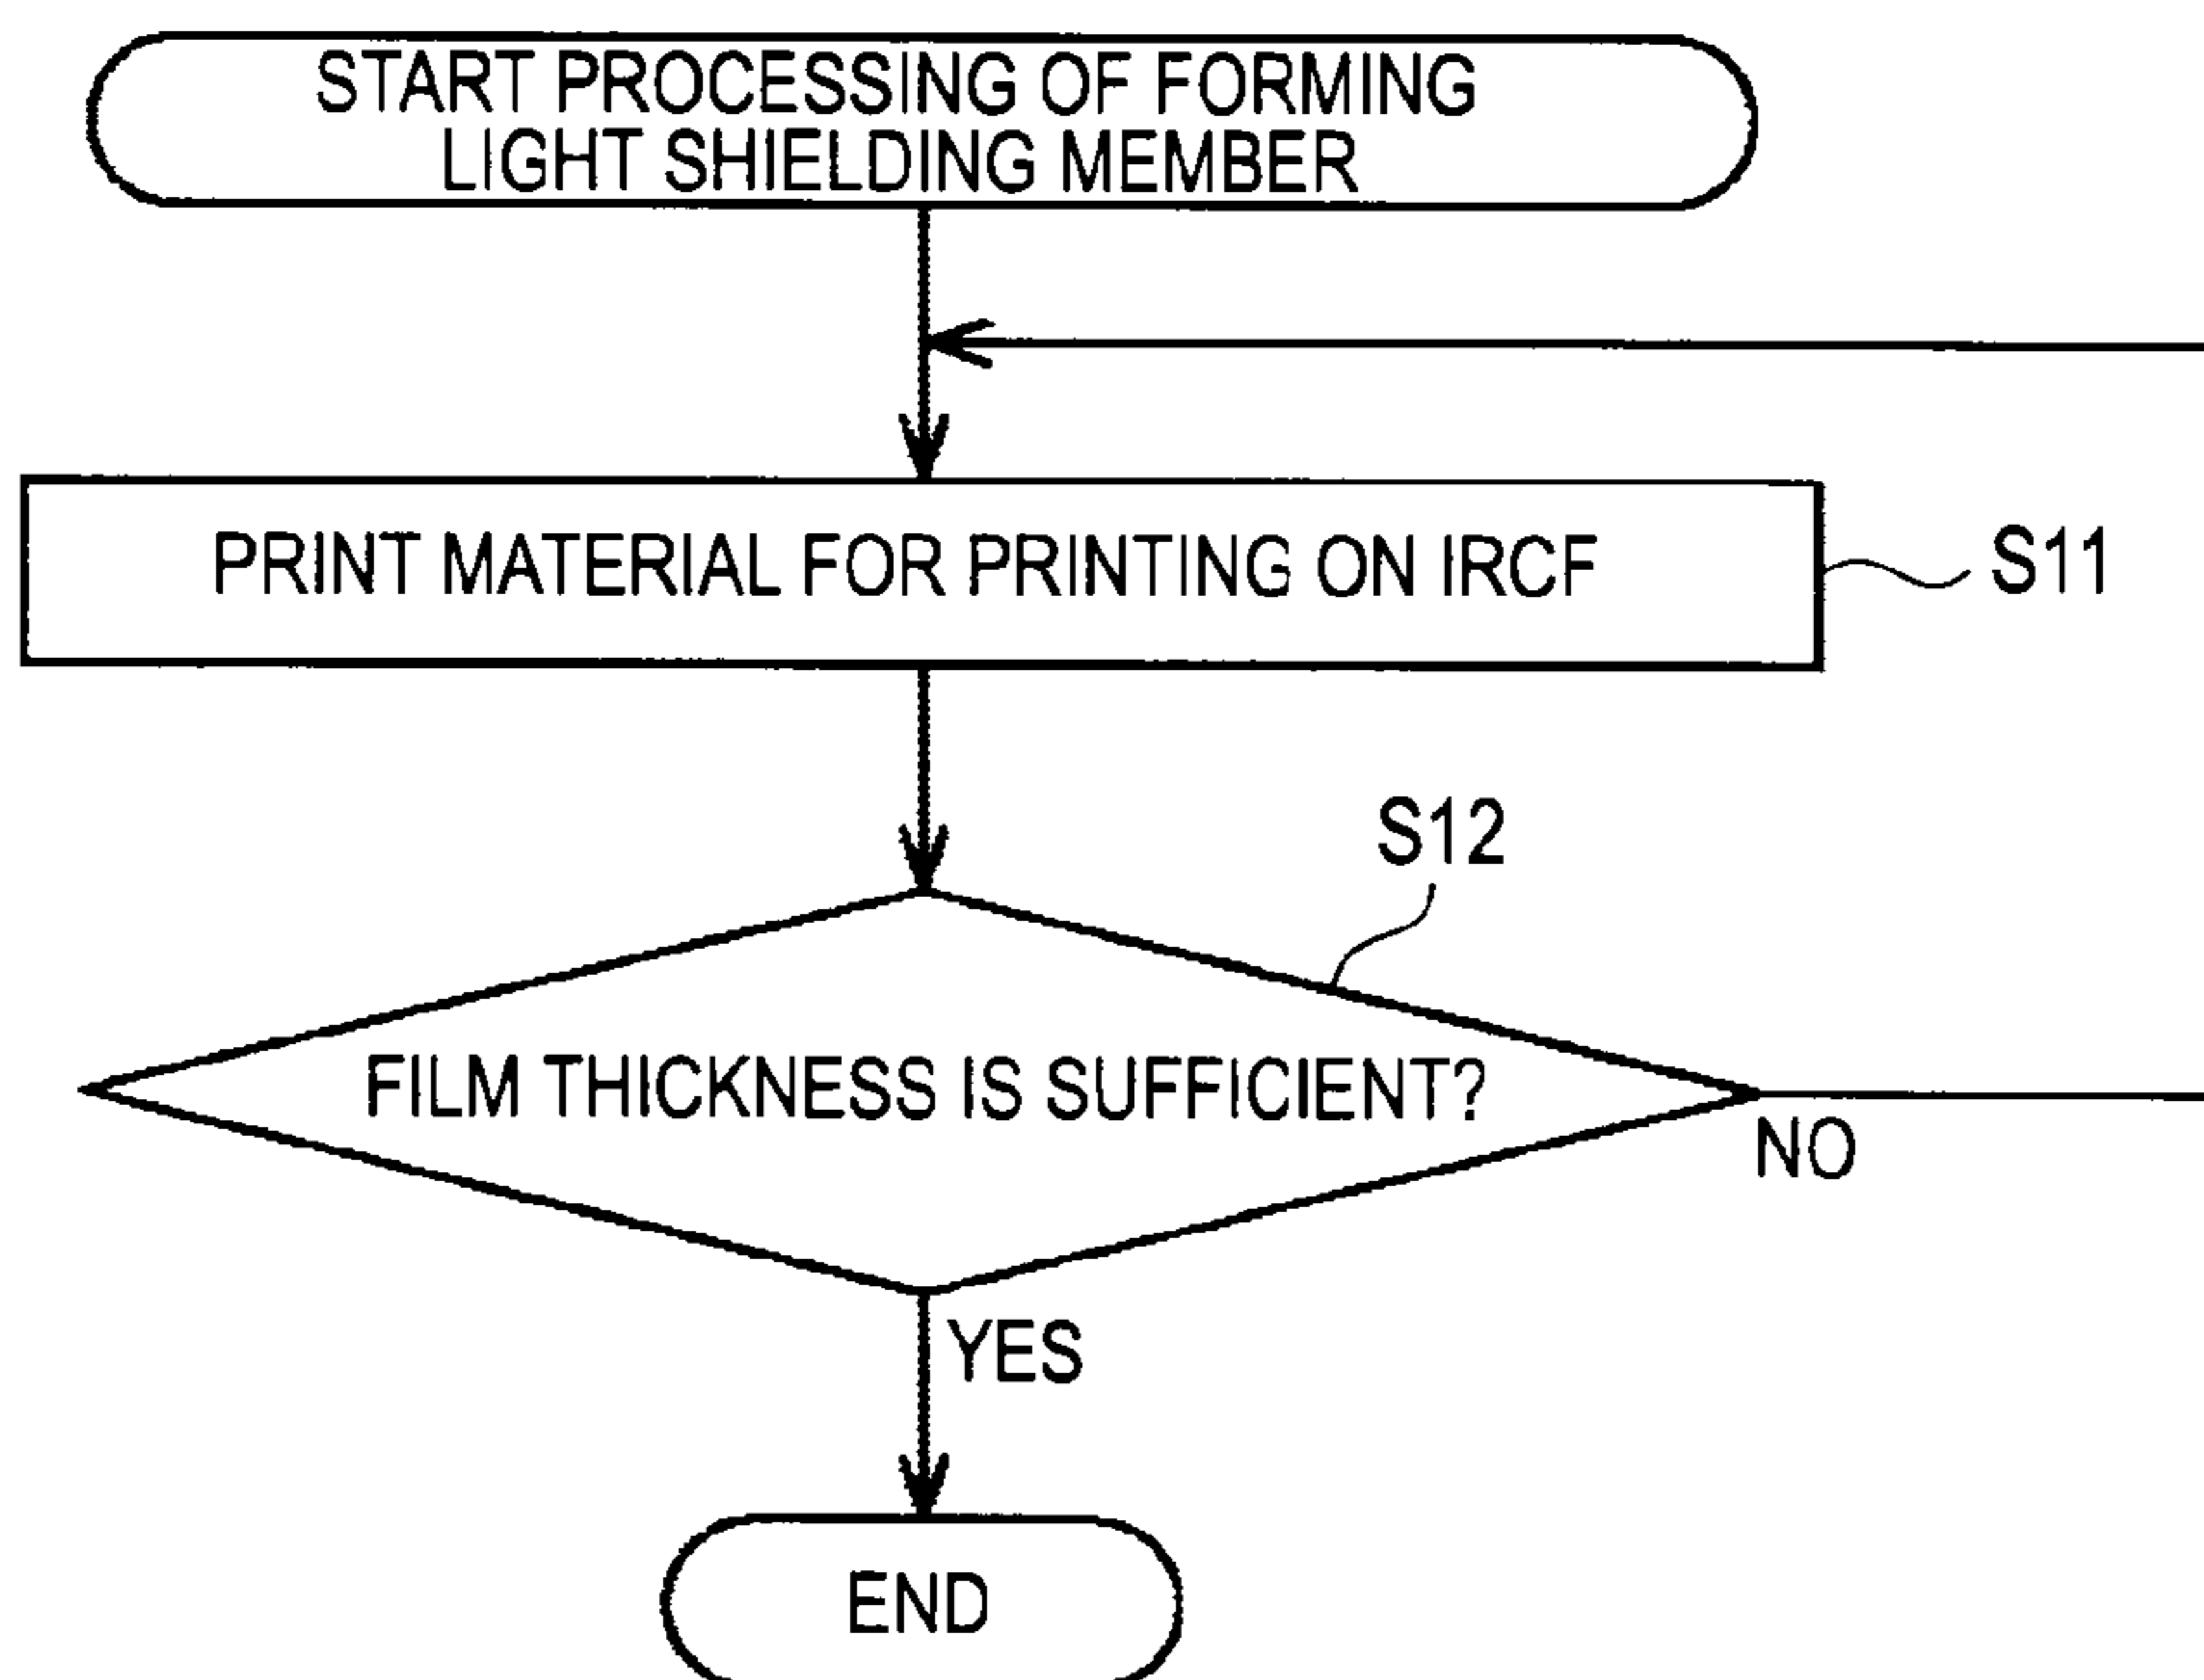 START PROCESSING OF FORMING
LIGHT SHIELDING MEMBER
PRINT MATERIAL FOR PRINTING ON IRCF
S11
S12
FILM THICKNESS IS SUFFICIENT?
NO
YES
END